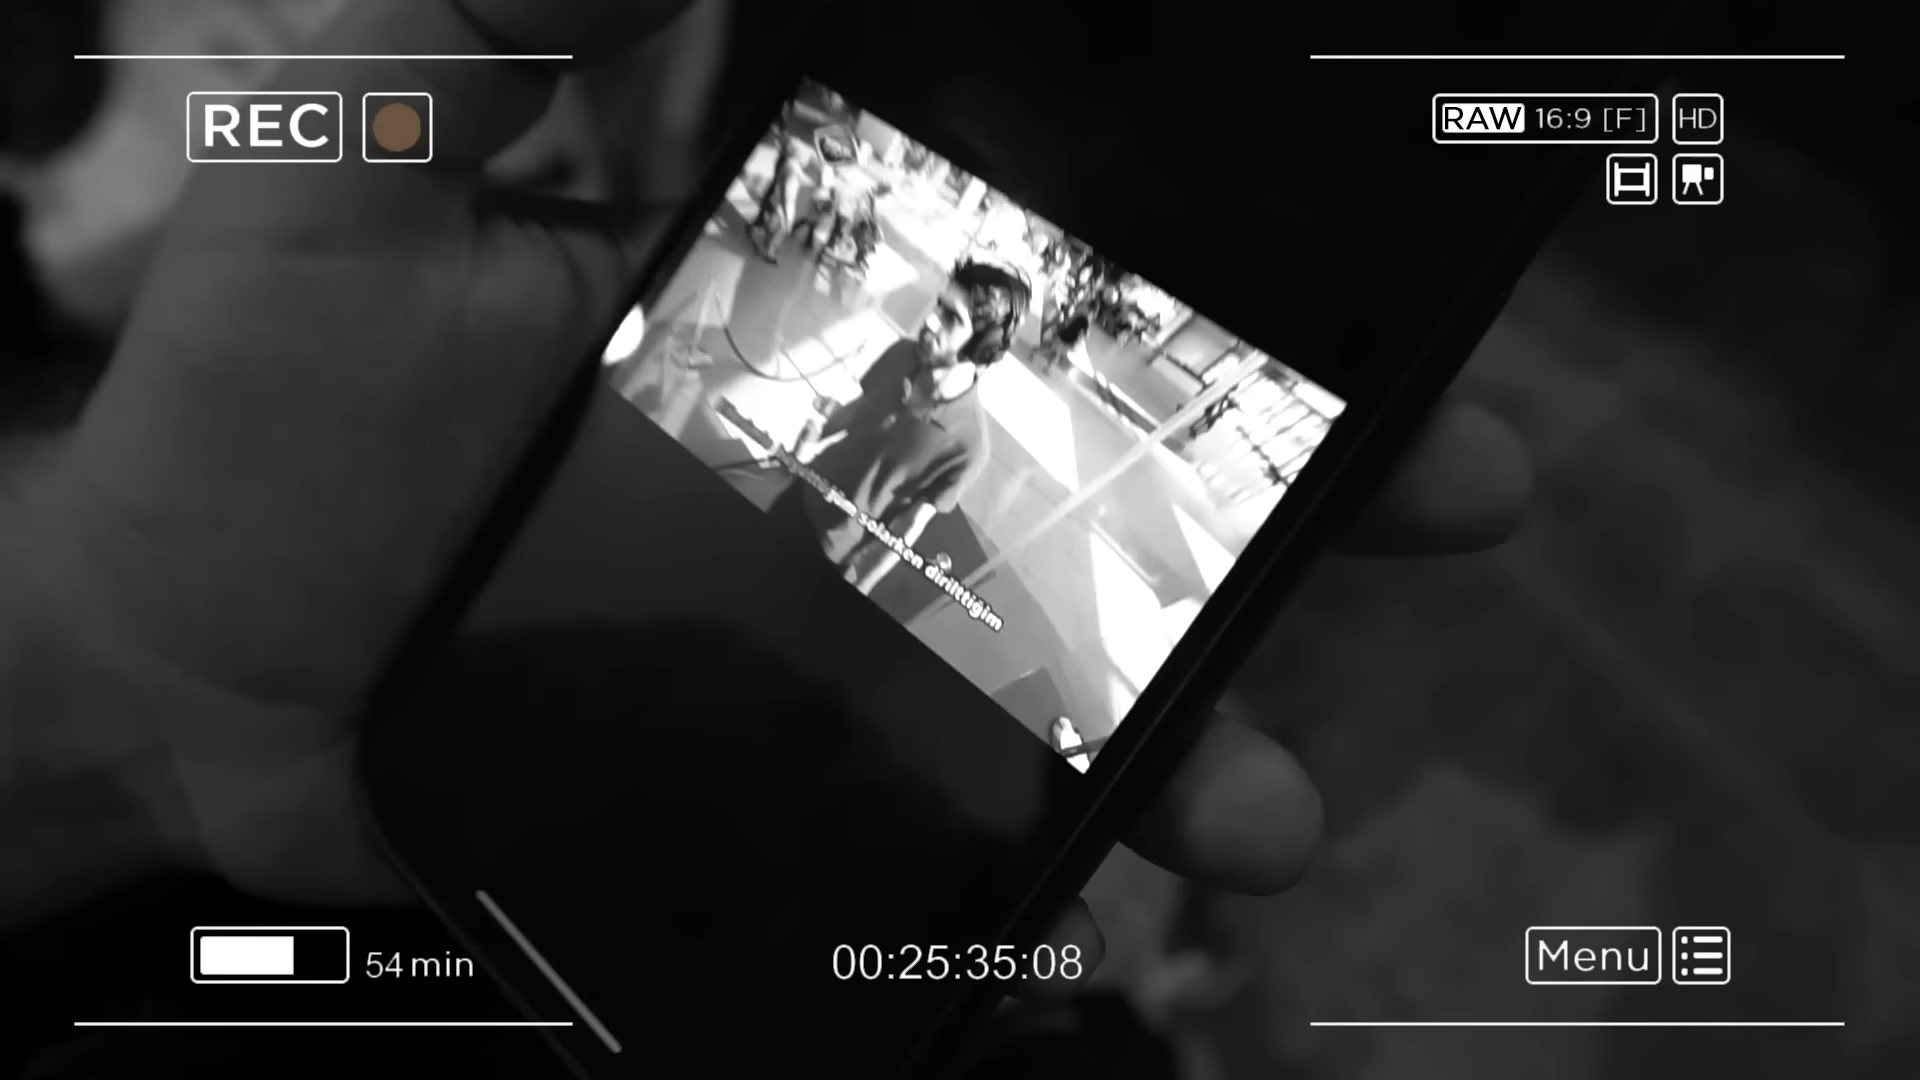 REC
RAW 16:9 [F] HD
solarken dirilttiğim
54 min
00:25:35:08
Menu